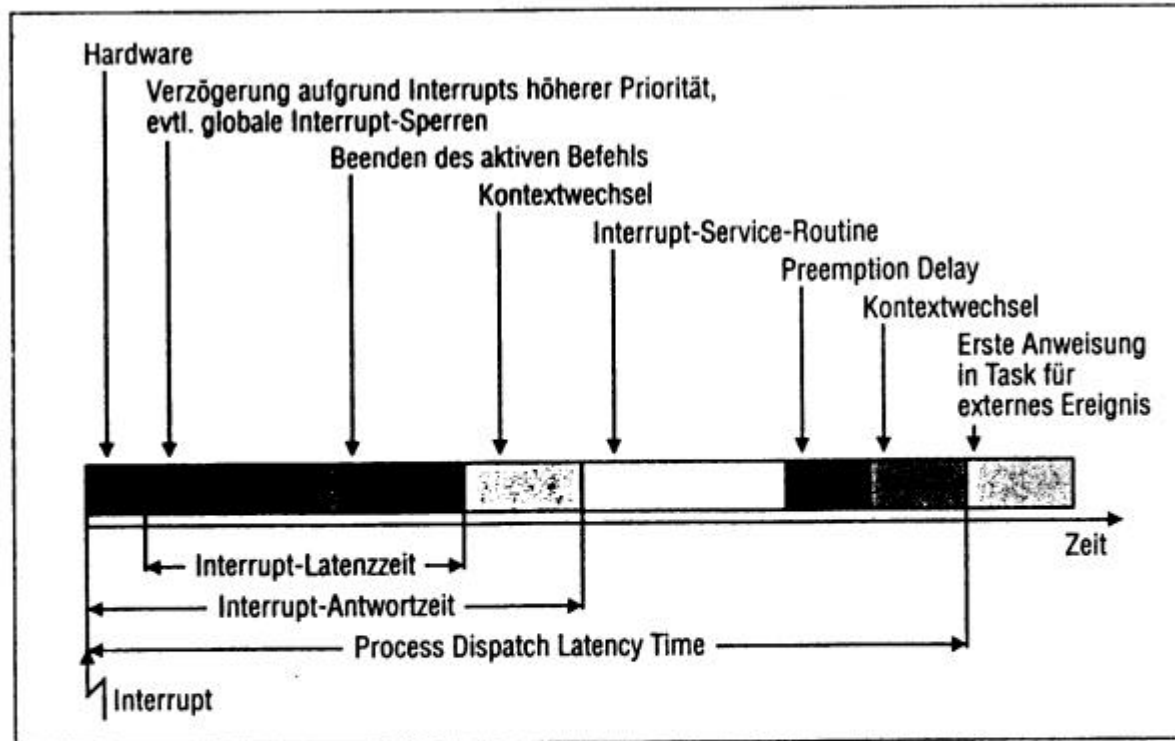 Hardware
Verzögerung aufgrund Interrupts höherer Priorität,
evtl. globale Interrupt-Sperren
Beenden des aktiven Befehls
Kontextwechsel
Interrupt-Service-Routine
Preemption Delay
Kontextwechsel
Erste Anweisung
in Task für
externes Ereignis
Zeit
Interrupt-Latenzzeit
Interrupt-Antwortzeit
Process Dispatch Latency Time
Interrupt